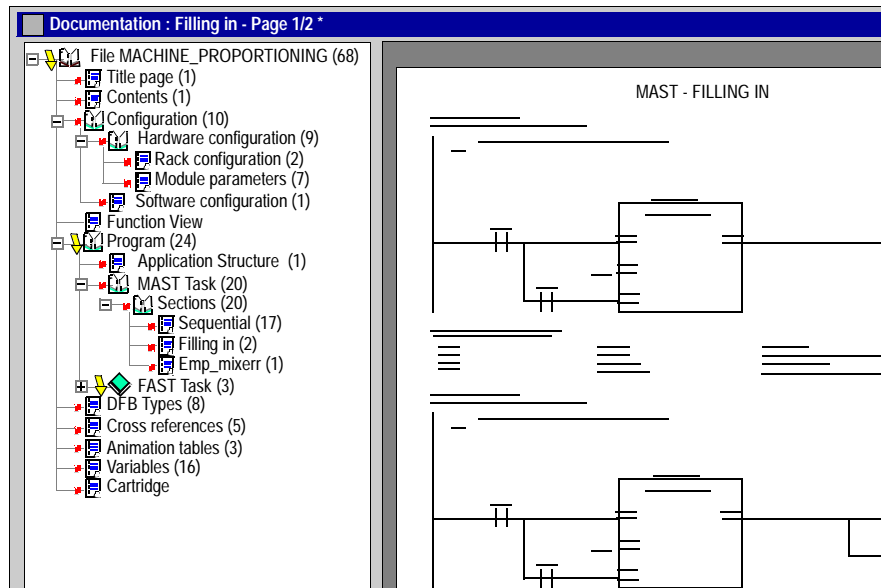 Documentation : Filling in - Page 1/2 *
File MACHINE_PROPORTIONING (68)
Title page (1)
Contents (1)
Configuration (10)
Hardware configuration (9)
Rack configuration (2)
Module parameters (7)
Software configuration (1)
Function View
Program (24)
Application Structure (1)
MAST Task (20)
Sections (20)
Sequential (17)
Filling in (2)
Emp_mixerr (1)
FAST Task (3)
DFB Types (8)
Cross references (5)
Animation tables (3)
Variables (16)
Cartridge
MAST - FILLING IN